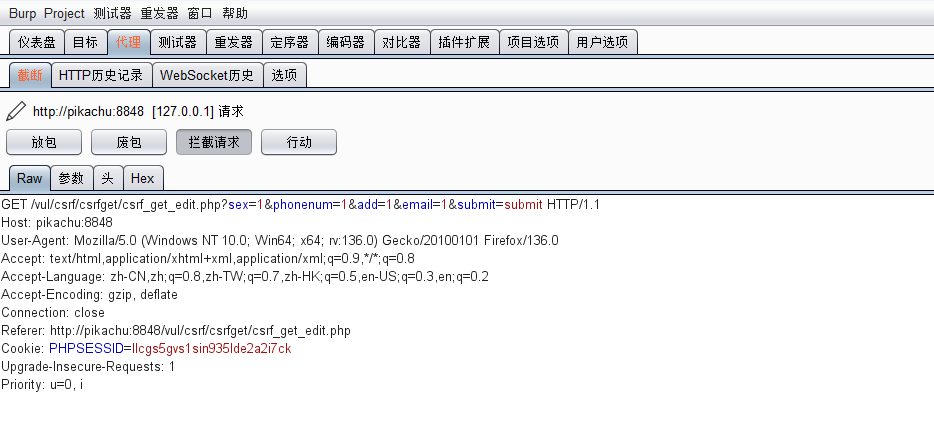 Burp Project 测试器 重发器 窗口 帮助
仪表盘 目标 代理 测试器 重发器 定序器 编码器 对比器 插件扩展 项目选项 用户选项
截断 HTTP历史记录 WebSocket历史 选项
http://pikachu:8848 [127.0.0.1] 请求
放包 废包 拦截请求 行动
Raw 参数 头 Hex
GET /vul/csrf/csrfget/csrf_get_edit.php?sex=1&phonenum=1&add=1&email=1&submit=submit HTTP/1.1
Host: pikachu:8848
User-Agent: Mozilla/5.0 (Windows NT 10.0; Win64; x64; rv:136.0) Gecko/20100101 Firefox/136.0
Accept: text/html,application/xhtml+xml,application/xml;q=0.9,*/*;q=0.8
Accept-Language: zh-CN,zh;q=0.8,zh-TW;q=0.7,zh-HK;q=0.5,en-US;q=0.3,en;q=0.2
Accept-Encoding: gzip, deflate
Connection: close
Referer: http://pikachu:8848/vul/csrf/csrfget/csrf_get_edit.php
Cookie: PHPSESSID=llcgs5gvs1sin935lde2a2i7ck
Upgrade-Insecure-Requests: 1
Priority: u=0, i